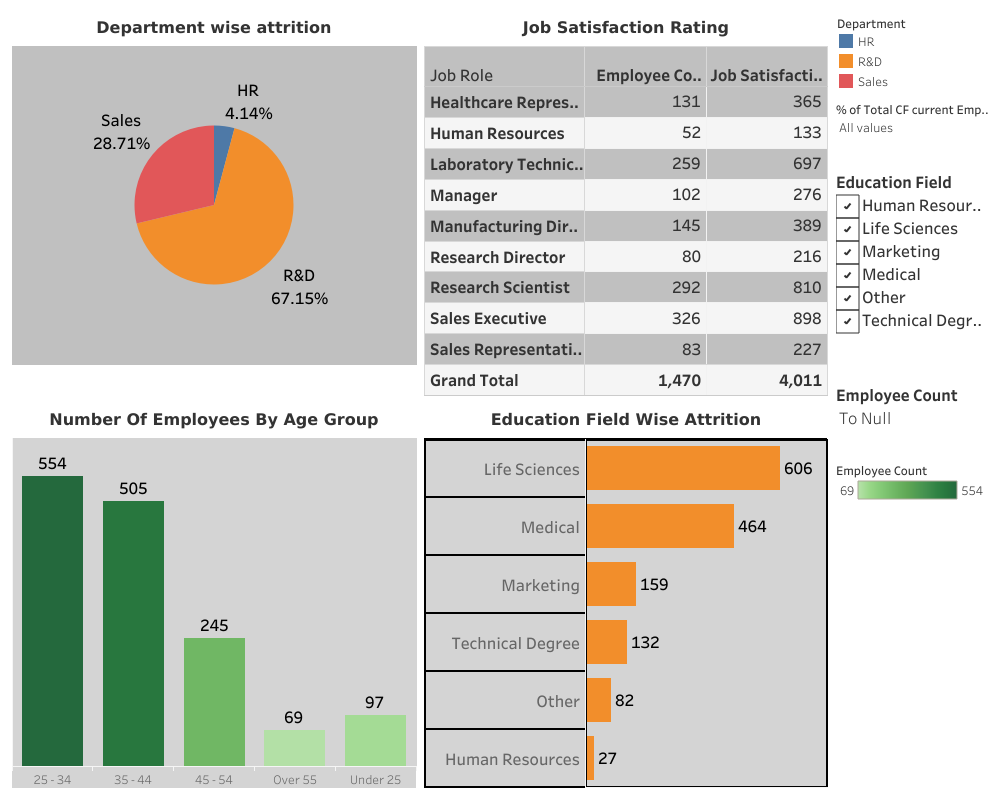 Department wise attrition
HR
4.14%
Sales
28.71%
R&D
67.15%
Job Satisfaction Rating
Job Role Employee Co.. Job Satisfacti..
Healthcare Repres.. 131 365
Human Resources 52 133
Laboratory Technic.. 259 697
Manager 102 276
Manufacturing Dir.. 145 389
Research Director 80 216
Research Scientist 292 810
Sales Executive 326 898
Sales Representati.. 83 227
Grand Total 1,470 4,011
Department
HR
R&D
Sales
% of Total CF current Emp..
All values
Education Field
Human Resour..
Life Sciences
Marketing
Medical
Other
Technical Degr..
Employee Count
To Null
Employee Count
69 554
Number Of Employees By Age Group
554
505
245
69
97
25 - 34 35 - 44 45 - 54 Over 55 Under 25
Education Field Wise Attrition
Life Sciences 606
Medical 464
Marketing 159
Technical Degree 132
Other 82
Human Resources 27